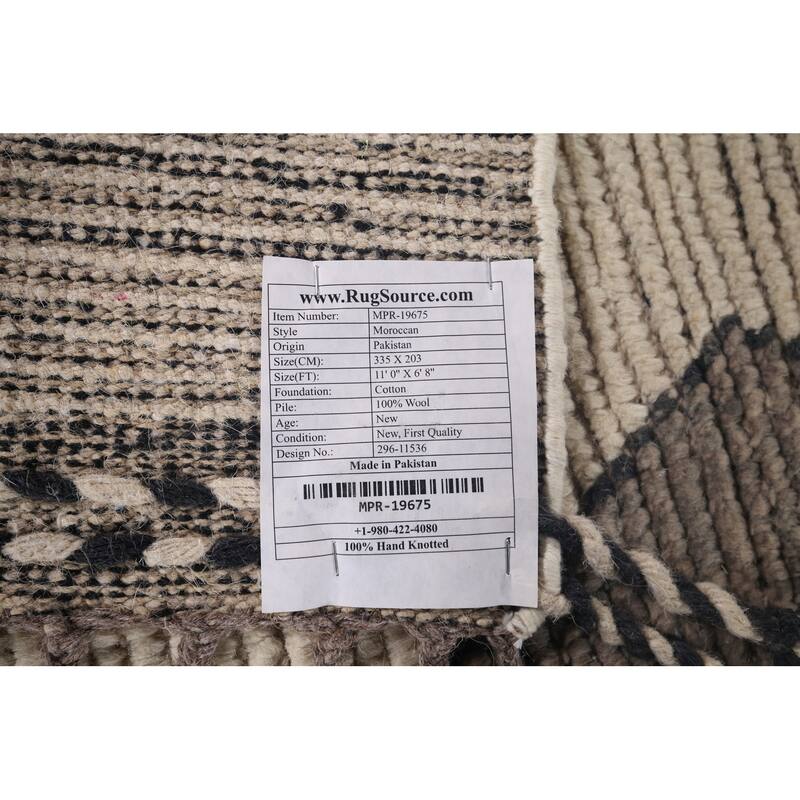 www.RugSource.com
Item Number: MPR-19675
Style Moroccan
Origin Pakistan
Size(CM): 335 X 203
Size(FT): 11' 0" X 6' 8"
Foundation: Cotton
Pile: 100% Wool
Age: New
Condition: New, First Quality
Design No.: 296-11536
Made in Pakistan
MPR-19675
+1-980-422-4080
100% Hand Knotted